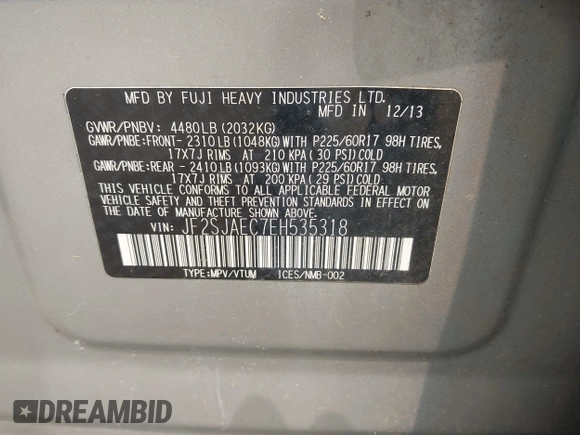 MFD BY FUJI HEAVY INDUSTRIES LTD.
MFD IN 12/13
GVWR/PNBV: 4480LB(2032KG)
GAWR/PNBE:FRONT-2310LB(1048KG)WITH P225/60R17 98H TIRES,
17X7J RIMS AT 210 KPA(30 PSI)COLD
GAWR/PNBE:REAR -2410LB(1093KG)WITH P225/60R17 98H TIRES,
17X7J RIMS AT 200 KPA(29 PSI)COLD
THIS VEHICLE CONFORMS TO ALL APPLICABLE FEDERAL MOTOR
VEHICLE SAFETY AND THEFT PREVENTION STANDARDS IN
EFFECT ON THE DATE OF MANUFACTURE SHOWN ABOVE.
VIN: JF2SJAEC7EH535318
TYPE:MPV/VTUM ICES/NMB-002
DREAMBID